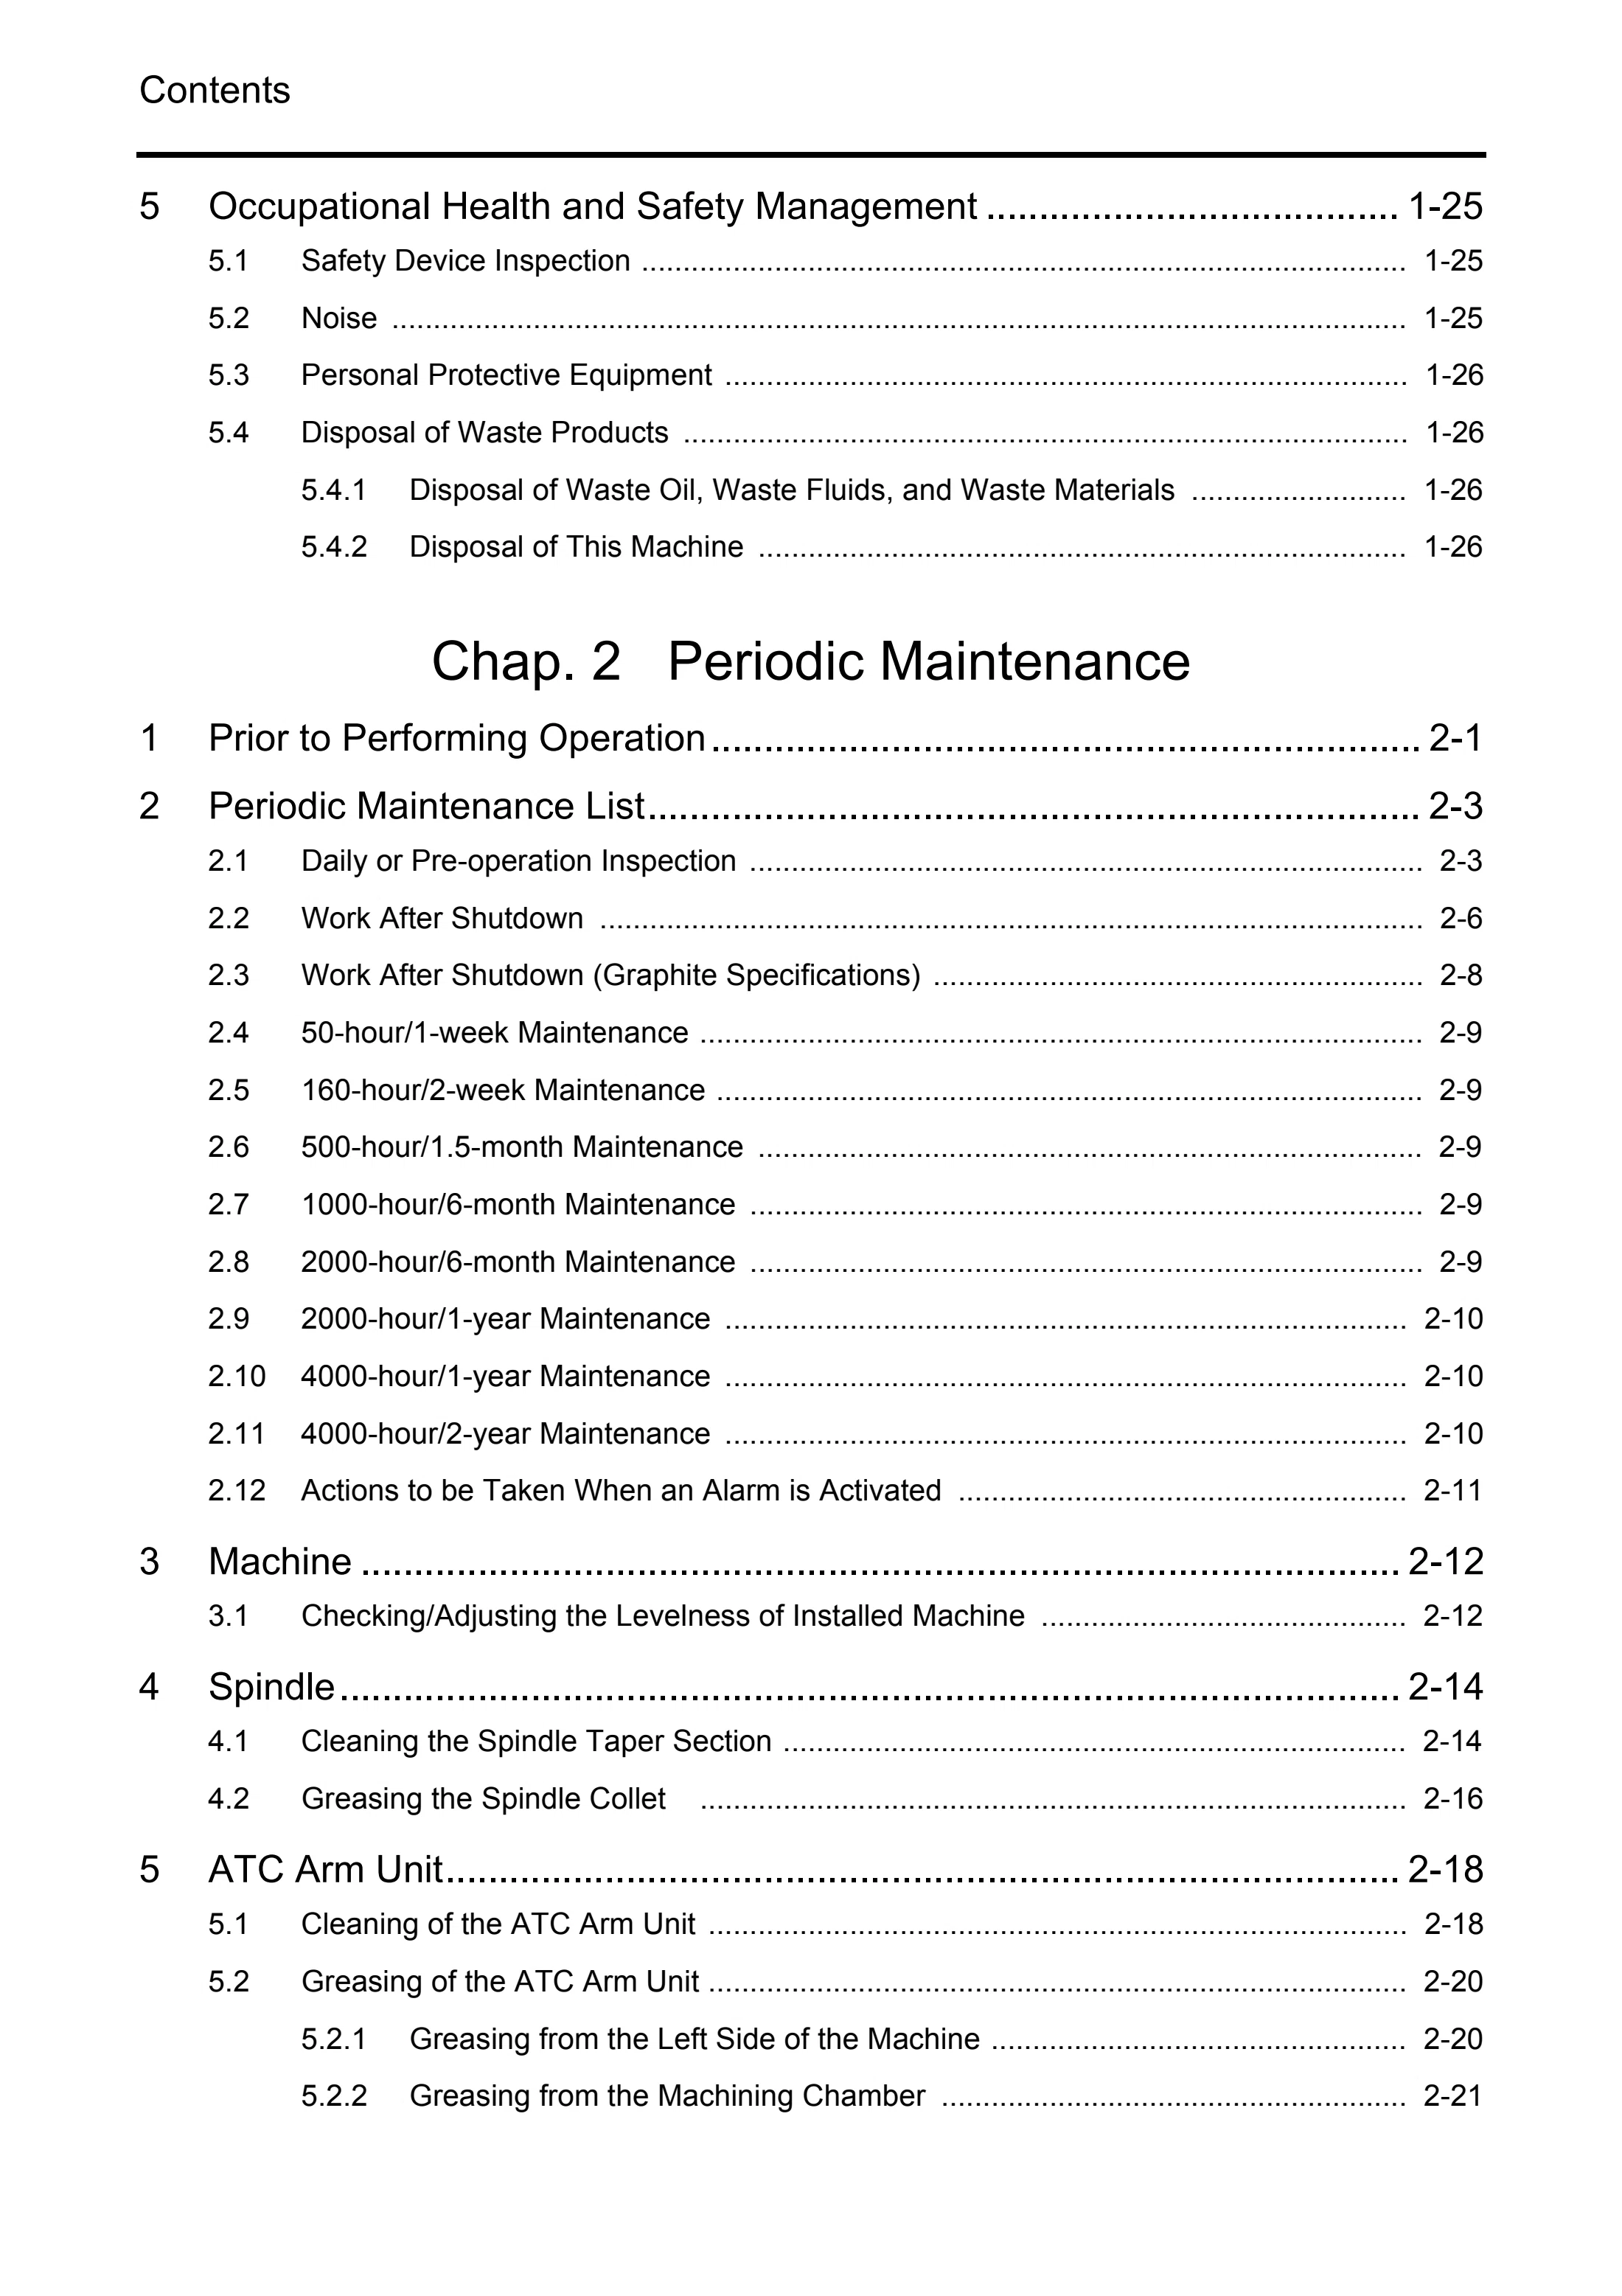 Contents
5 Occupational Health and Safety Management ....................................... 1-25
5.1 Safety Device Inspection ............................................................ 1-25
5.2 Noise ............................................................ 1-25
5.3 Personal Protective Equipment ............................................................ 1-26
5.4 Disposal of Waste Products ............................................................ 1-26
5.4.1 Disposal of Waste Oil, Waste Fluids, and Waste Materials .......................... 1-26
5.4.2 Disposal of This Machine ............................................................ 1-26
Chap. 2 Periodic Maintenance
1 Prior to Performing Operation ............................................................ 2-1
2 Periodic Maintenance List ............................................................ 2-3
2.1 Daily or Pre-operation Inspection ............................................................ 2-3
2.2 Work After Shutdown ............................................................ 2-6
2.3 Work After Shutdown (Graphite Specifications) ............................................................ 2-8
2.4 50-hour/1-week Maintenance ............................................................ 2-9
2.5 160-hour/2-week Maintenance ............................................................ 2-9
2.6 500-hour/1.5-month Maintenance ............................................................ 2-9
2.7 1000-hour/6-month Maintenance ............................................................ 2-9
2.8 2000-hour/6-month Maintenance ............................................................ 2-9
2.9 2000-hour/1-year Maintenance ............................................................ 2-10
2.10 4000-hour/1-year Maintenance ............................................................ 2-10
2.11 4000-hour/2-year Maintenance ............................................................ 2-10
2.12 Actions to be Taken When an Alarm is Activated ............................................................ 2-11
3 Machine ............................................................ 2-12
3.1 Checking/Adjusting the Levelness of Installed Machine ............................................ 2-12
4 Spindle ............................................................ 2-14
4.1 Cleaning the Spindle Taper Section ............................................................ 2-14
4.2 Greasing the Spindle Collet ............................................................ 2-16
5 ATC Arm Unit ............................................................ 2-18
5.1 Cleaning of the ATC Arm Unit ............................................................ 2-18
5.2 Greasing of the ATC Arm Unit ............................................................ 2-20
5.2.1 Greasing from the Left Side of the Machine .................................................. 2-20
5.2.2 Greasing from the Machining Chamber ........................................................ 2-21